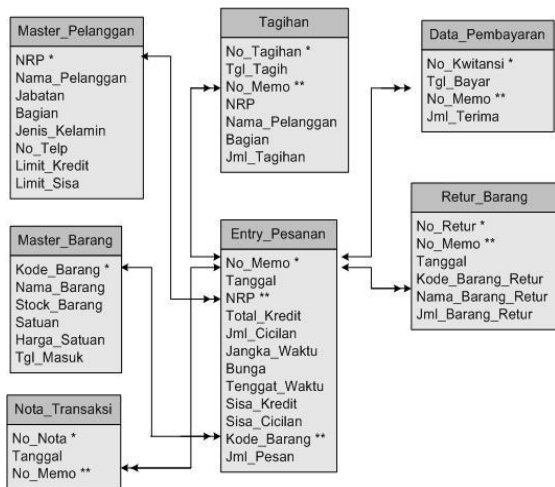 Master_Pelanggan
NRP *
Nama_Pelanggan
Jabatan
Bagian
Jenis_Kelamin
No_Telp
Limit_Kredit
Limit_Sisa
Tagihan
No_Tagihan *
Tgl_Tagih
No_Memo **
NRP
Nama_Pelanggan
Bagian
Jml_Tagihan
Data_Pembayaran
No_Kwitansi *
Tgl_Bayar
No_Memo **
Jml_Terima
Master_Barang
Kode_Barang *
Nama_Barang
Stock_Barang
Satuan
Harga_Satuan
Tgl_Masuk
Entry_Pesanan
No_Memo *
Tanggal
NRP **
Total_Kredit
Jml_Cicilan
Jangka_Waktu
Bunga
Tenggat_Waktu
Sisa_Kredit
Sisa_Cicilan
Kode_Barang **
Jml_Pesan
Retur_Barang
No_Retur *
No_Memo **
Tanggal
Kode_Barang_Retur
Nama_Barang_Retur
Jml_Barang_Retur
Nota_Transaksi
No_Nota *
Tanggal
No_Memo **